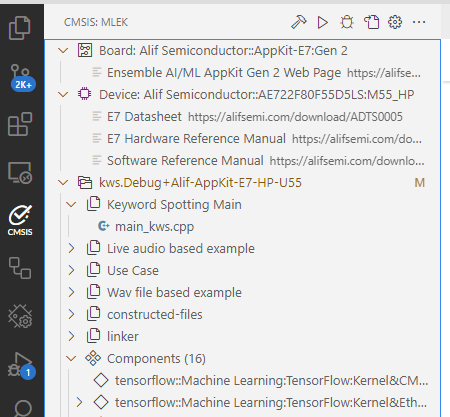 CMSIS: MLEK
Board: Alif Semiconductor::AppKit-E7:Gen 2
Ensemble AI/ML AppKit Gen 2 Web Page https://alifse...
Device: Alif Semiconductor::AE722F80F55D5LS:M55_HP
E7 Datasheet https://alifsemi.com/download/ADTS0005
E7 Hardware Reference Manual https://alifsemi.com/do...
Software Reference Manual https://alifsemi.com/downlo...
kws.Debug+Alif-AppKit-E7-HP-U55 M
Keyword Spotting Main
main_kws.cpp
Live audio based example
Use Case
Wav file based example
constructed-files
linker
Components (16)
tensorflow::Machine Learning:TensorFlow:Kernel&CM...
tensorflow::Machine Learning:TensorFlow:Kernel&Eth...
2K+
CMSIS
1